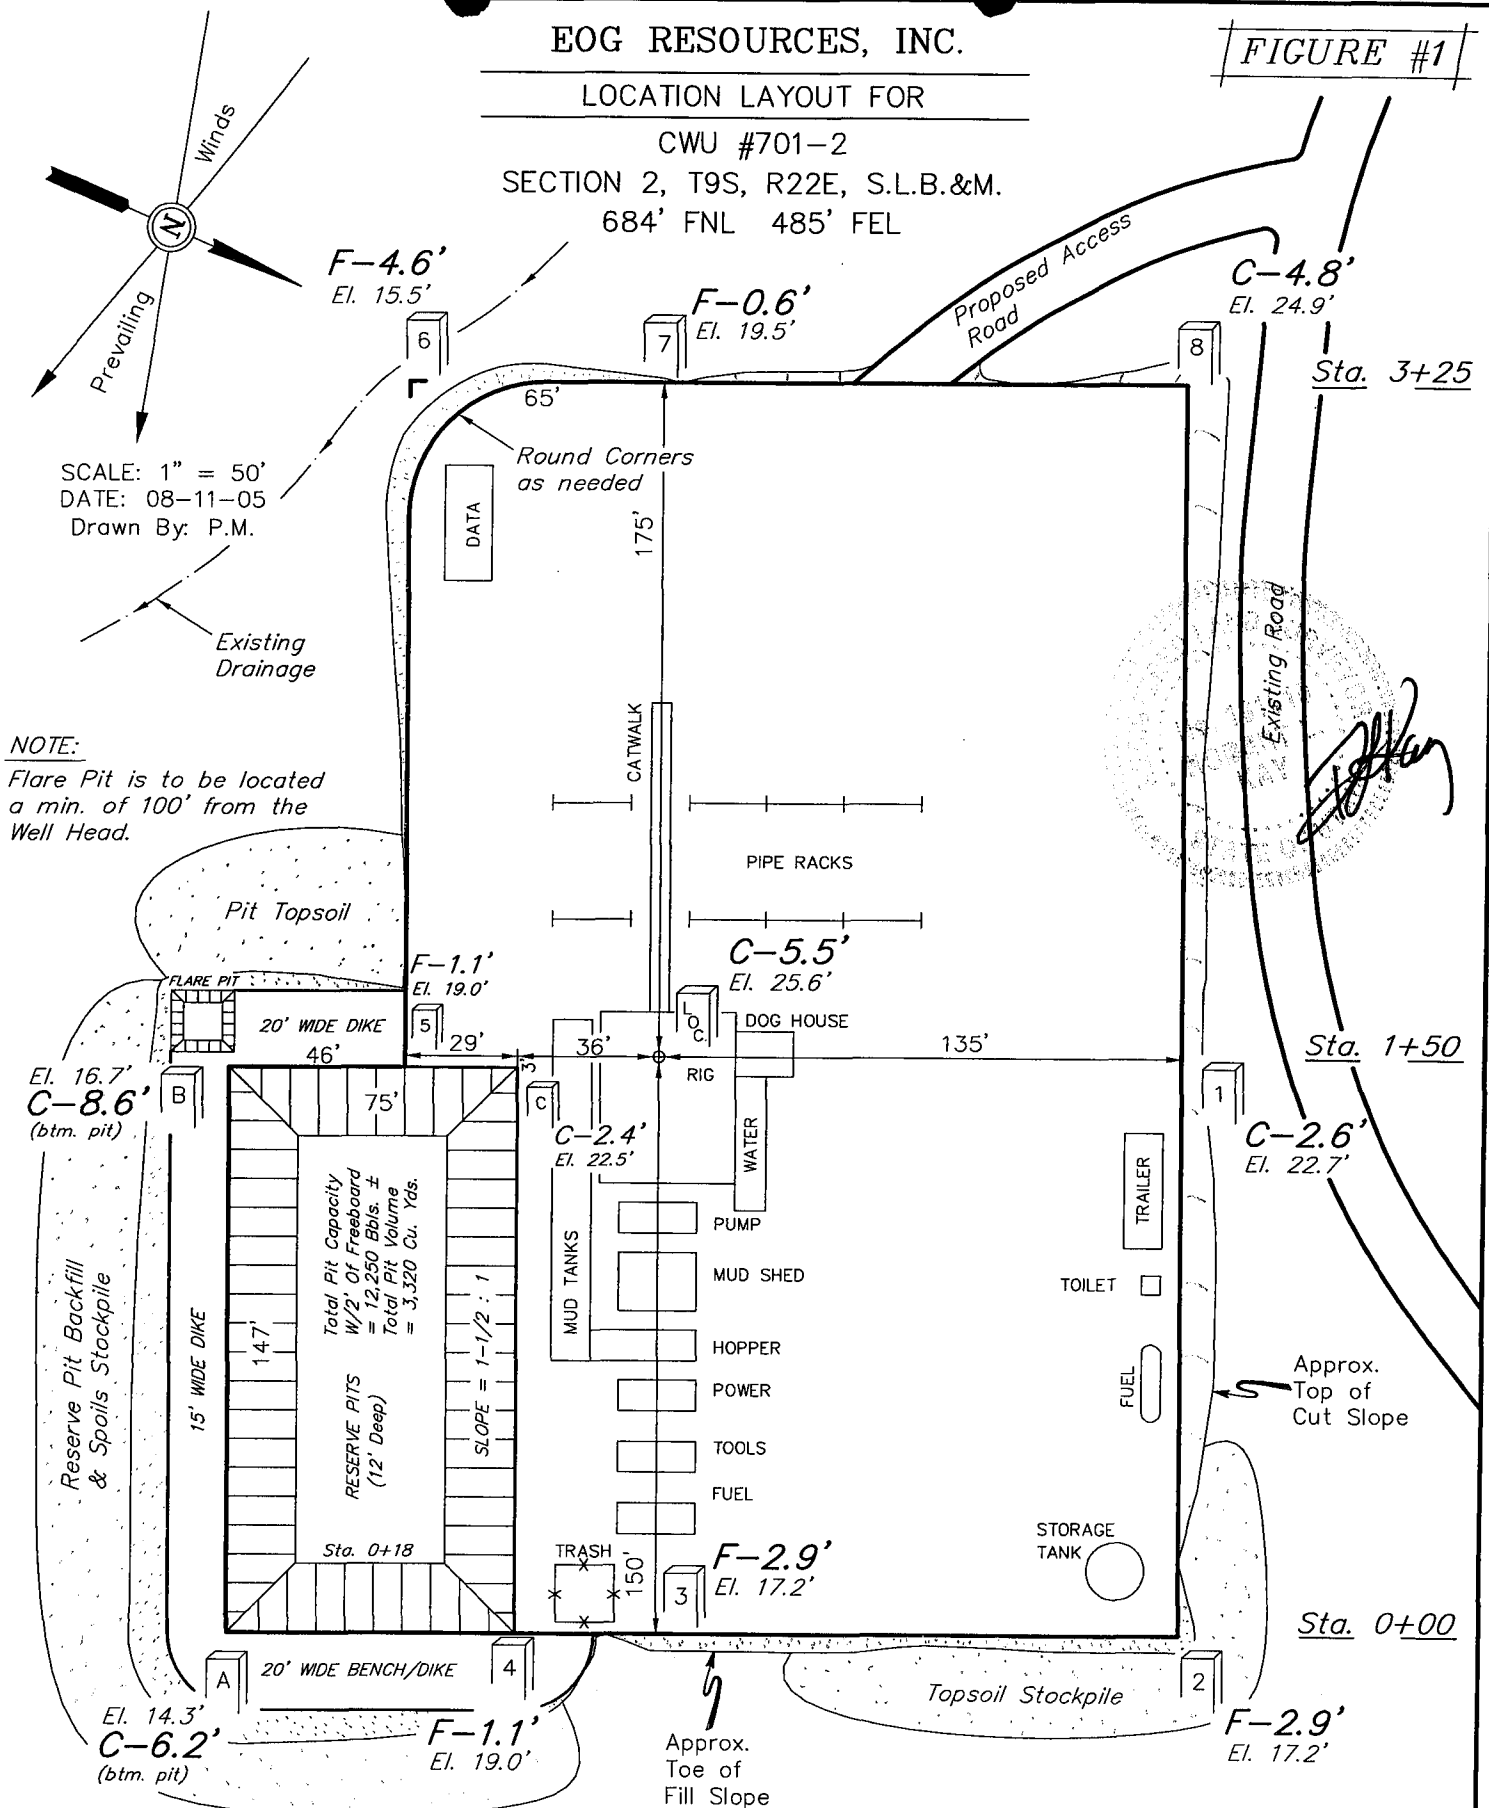 EOG RESOURCES, INC.
FIGURE #1
LOCATION LAYOUT FOR
CWU #701-2
SECTION 2, T9S, R22E, S.L.B.&M.
684' FNL 485' FEL
Winds
N
Prevailing
SCALE: 1" = 50'
DATE: 08-11-05
Drawn By: P.M.
F-4.6'
El. 15.5'
6
F-0.6'
El. 19.5'
7
Proposed Access
Road
C-4.8'
El. 24.9'
8
Sta. 3+25
65'
Round Corners
as needed
DATA
175'
Existing
Drainage
Existing Road
NOTE:
Flare Pit is to be located
a min. of 100' from the
Well Head.
CATWALK
PIPE RACKS
Pit Topsoil
FLARE PIT
F-1.1'
El. 19.0'
5
C-5.5'
El. 25.6'
LOC.
DOG HOUSE
20' WIDE DIKE
46'
29'
36'
3'
RIG
135'
Sta. 1+50
El. 16.7'
C-8.6'
(btm. pit)
B
75'
C
C-2.4'
El. 22.5'
WATER
1
C-2.6'
El. 22.7'
TRAILER
Total Pit Capacity
W/2' Of Freeboard
= 12,250 Bbls. ±
Total Pit Volume
= 3,320 Cu. Yds.
MUD TANKS
PUMP
MUD SHED
TOILET
HOPPER
POWER
FUEL
Reserve Pit Backfill
& Spoils Stockpile
15' WIDE DIKE
147'
RESERVE PITS
(12' Deep)
SLOPE = 1-1/2 : 1
Approx.
Top of
Cut Slope
TOOLS
FUEL
Sta. 0+18
TRASH
150'
3
F-2.9'
El. 17.2'
STORAGE
TANK
Sta. 0+00
A
20' WIDE BENCH/DIKE
4
El. 14.3'
C-6.2'
(btm. pit)
F-1.1'
El. 19.0'
Approx.
Toe of
Fill Slope
Topsoil Stockpile
2
F-2.9'
El. 17.2'